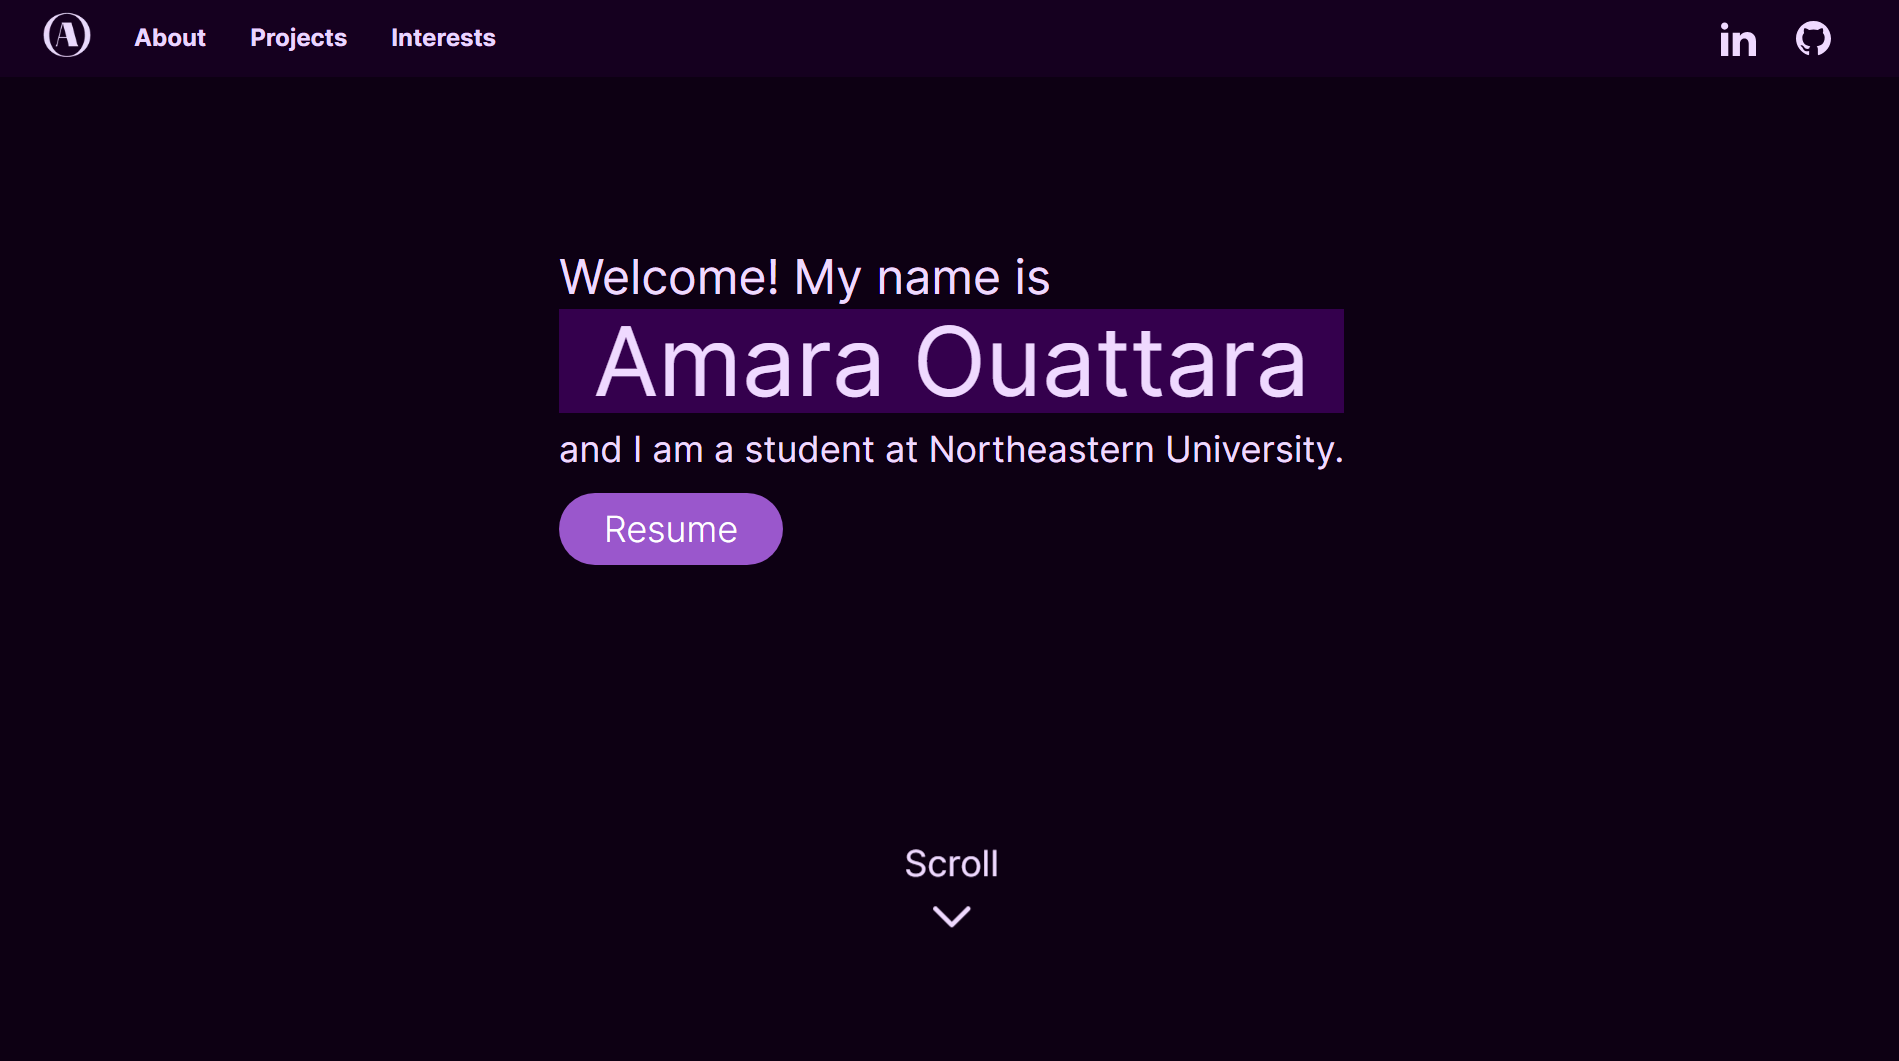 A About Projects Interests in
Welcome! My name is
Amara Ouattara
and I am a student at Northeastern University.
Resume
Scroll